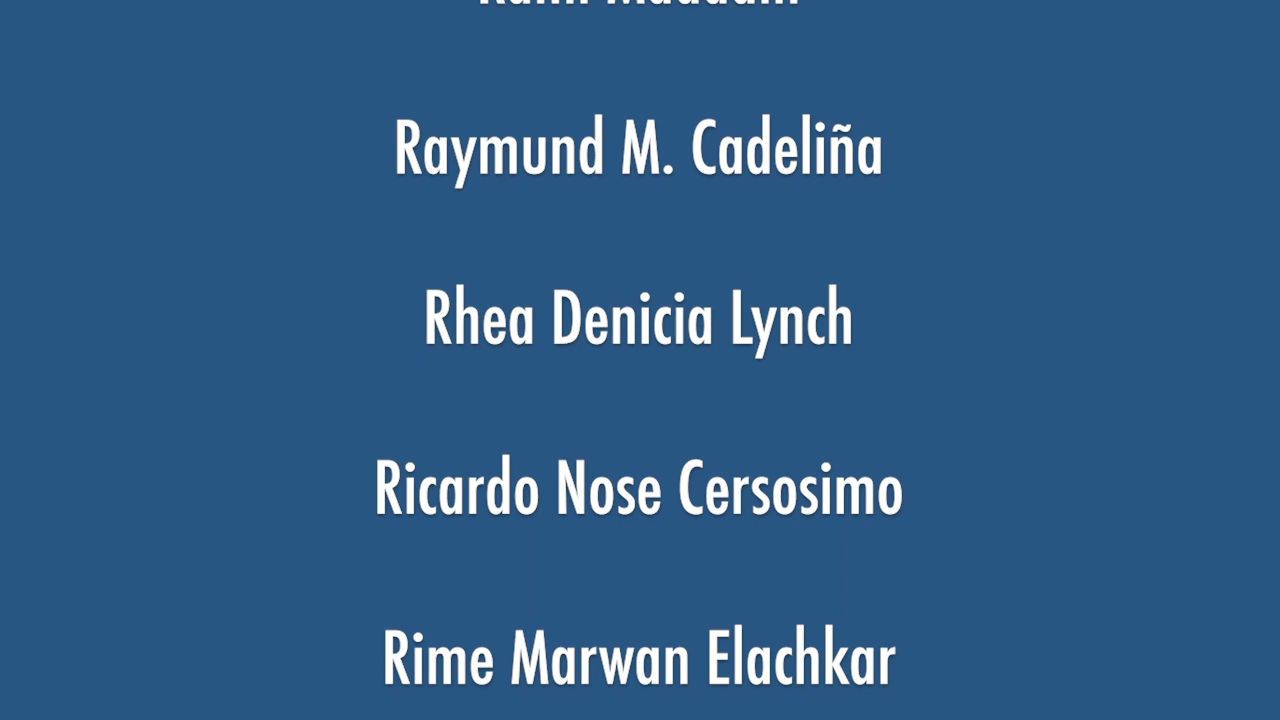 Raymund M. Cadeliña
Rhea Denicia Lynch
Ricardo Nose Cersosimo
Rime Marwan Elachkar